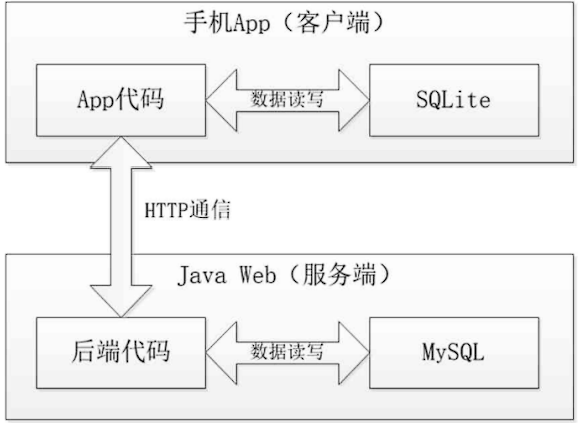 手机App（客户端）
App代码
数据读写
SQLite
HTTP通信
Java Web（服务端）
后端代码
数据读写
MySQL